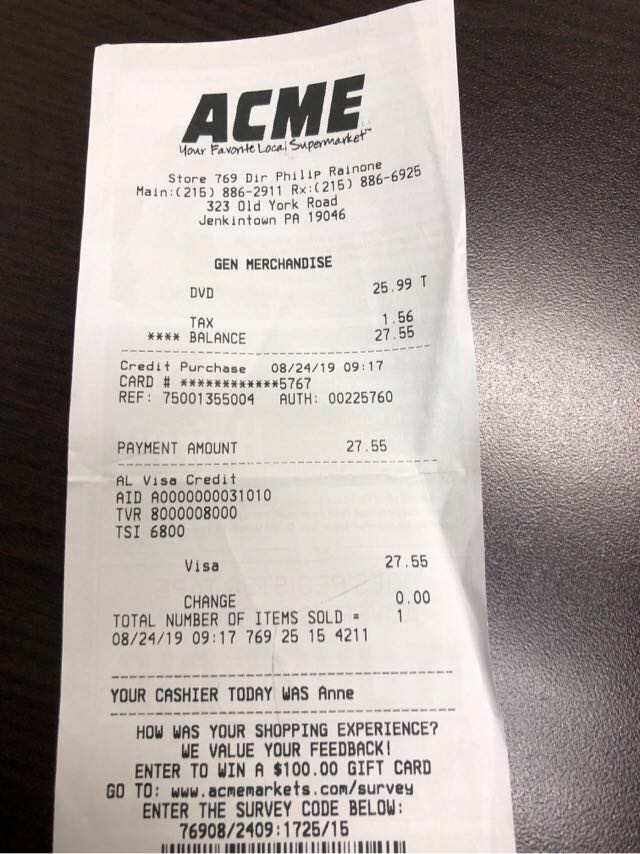 ACME
Your Favorite Local Supermarket™
Store 769 Dir Philip Rainone
Main:(215) 886-2911 Rx:(215) 886-6925
323 Old York Road
Jenkintown PA 19046
GEN MERCHANDISE
DVD 25.99 T
TAX 1.56
**** BALANCE 27.55
Credit Purchase 08/24/19 09:17
CARD # ************5767
REF: 75001355004 AUTH: 00225760
PAYMENT AMOUNT 27.55
AL Visa Credit
AID A0000000031010
TVR 8000008000
TSI 6800
Visa 27.55
CHANGE 0.00
TOTAL NUMBER OF ITEMS SOLD = 1
08/24/19 09:17 769 25 15 4211
YOUR CASHIER TODAY WAS Anne
HOW WAS YOUR SHOPPING EXPERIENCE?
WE VALUE YOUR FEEDBACK!
ENTER TO WIN A $100.00 GIFT CARD
GO TO: www.acmemarkets.com/survey
ENTER THE SURVEY CODE BELOW:
76908/2409:1725/15